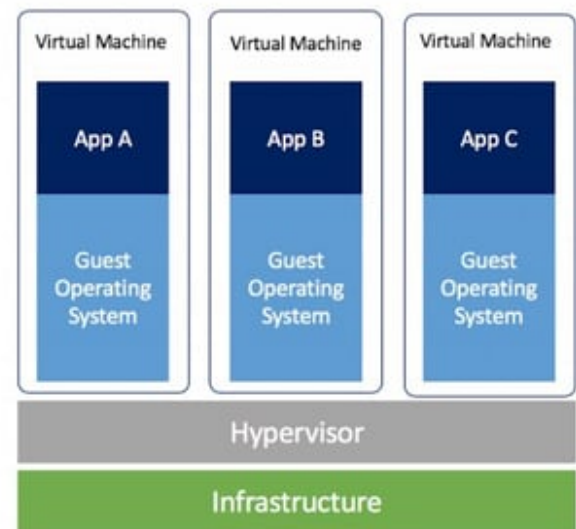 Virtual Machine
Virtual Machine
Virtual Machine
App A
App B
App C
Guest
Operating
System
Guest
Operating
System
Guest
Operating
System
Hypervisor
Infrastructure